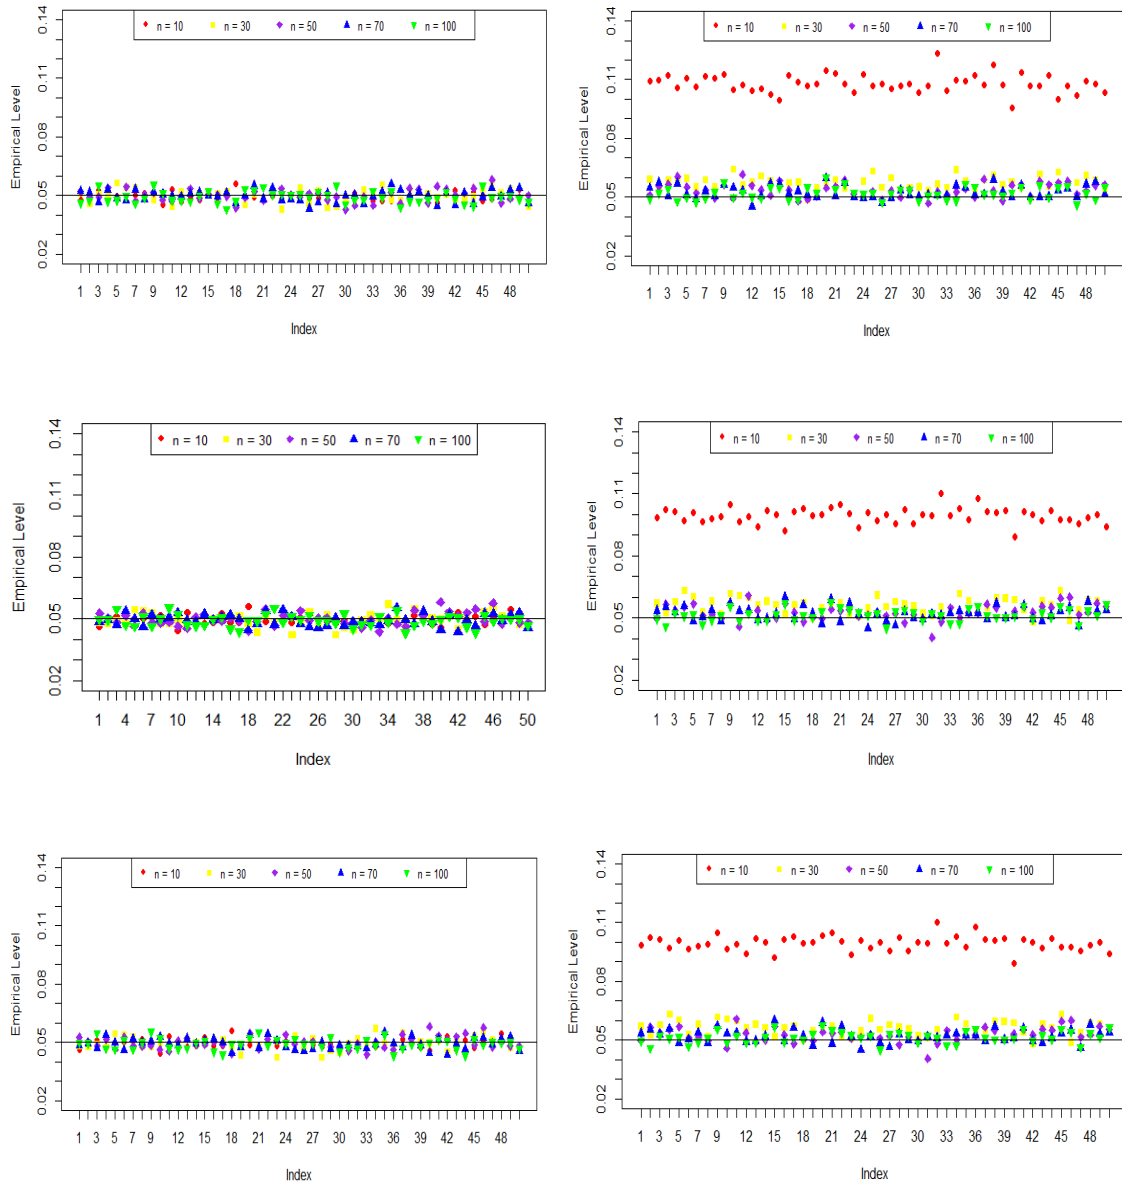 n = 10 n = 30 n = 50 n = 70 n = 100
Empirical Level
0.14
0.11
0.08
0.05
0.02
1 3 5 7 9 12 15 18 21 24 27 30 33 36 39 42 45 48
Index
n = 10 n = 30 n = 50 n = 70 n = 100
Empirical Level
0.14
0.11
0.08
0.05
0.02
1 3 5 7 9 12 15 18 21 24 27 30 33 36 39 42 45 48
Index
n = 10 n = 30 n = 50 n = 70 n = 100
Empirical Level
0.14
0.11
0.08
0.05
0.02
1 4 7 10 14 18 22 26 30 34 38 42 46 50
Index
n = 10 n = 30 n = 50 n = 70 n = 100
Empirical Level
0.14
0.11
0.08
0.05
0.02
1 3 5 7 9 12 15 18 21 24 27 30 33 36 39 42 45 48
Index
n = 10 n = 30 n = 50 n = 70 n = 100
Empirical Level
0.14
0.11
0.08
0.05
0.02
1 3 5 7 9 12 15 18 21 24 27 30 33 36 39 42 45 48
Index
n = 10 n = 30 n = 50 n = 70 n = 100
Empirical Level
0.14
0.11
0.08
0.05
0.02
1 3 5 7 9 12 15 18 21 24 27 30 33 36 39 42 45 48
Index